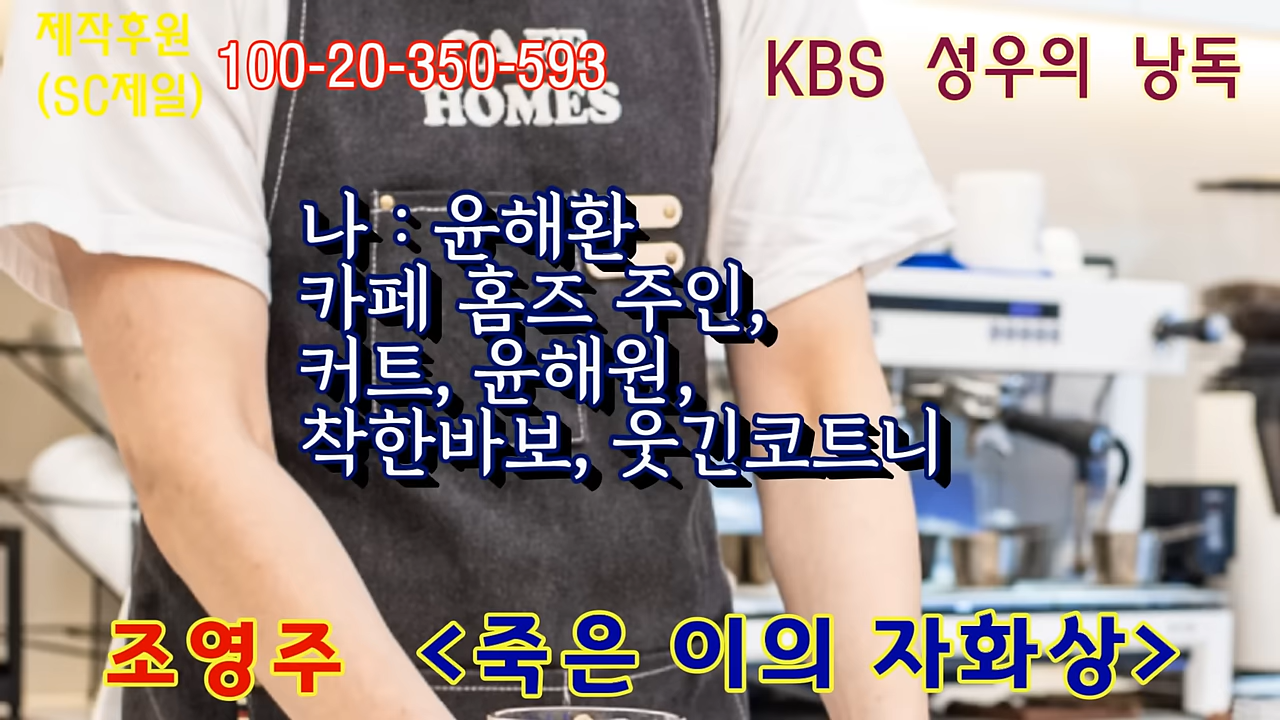 제작후원
(SC제일)
100-20-350-593
KBS 성우의 낭독
CAFE
HOMES
나 : 윤해환
카페 홈즈 주인,
커트, 윤해원,
착한바보, 웃긴코트니
조영주 <죽은 이의 자화상>